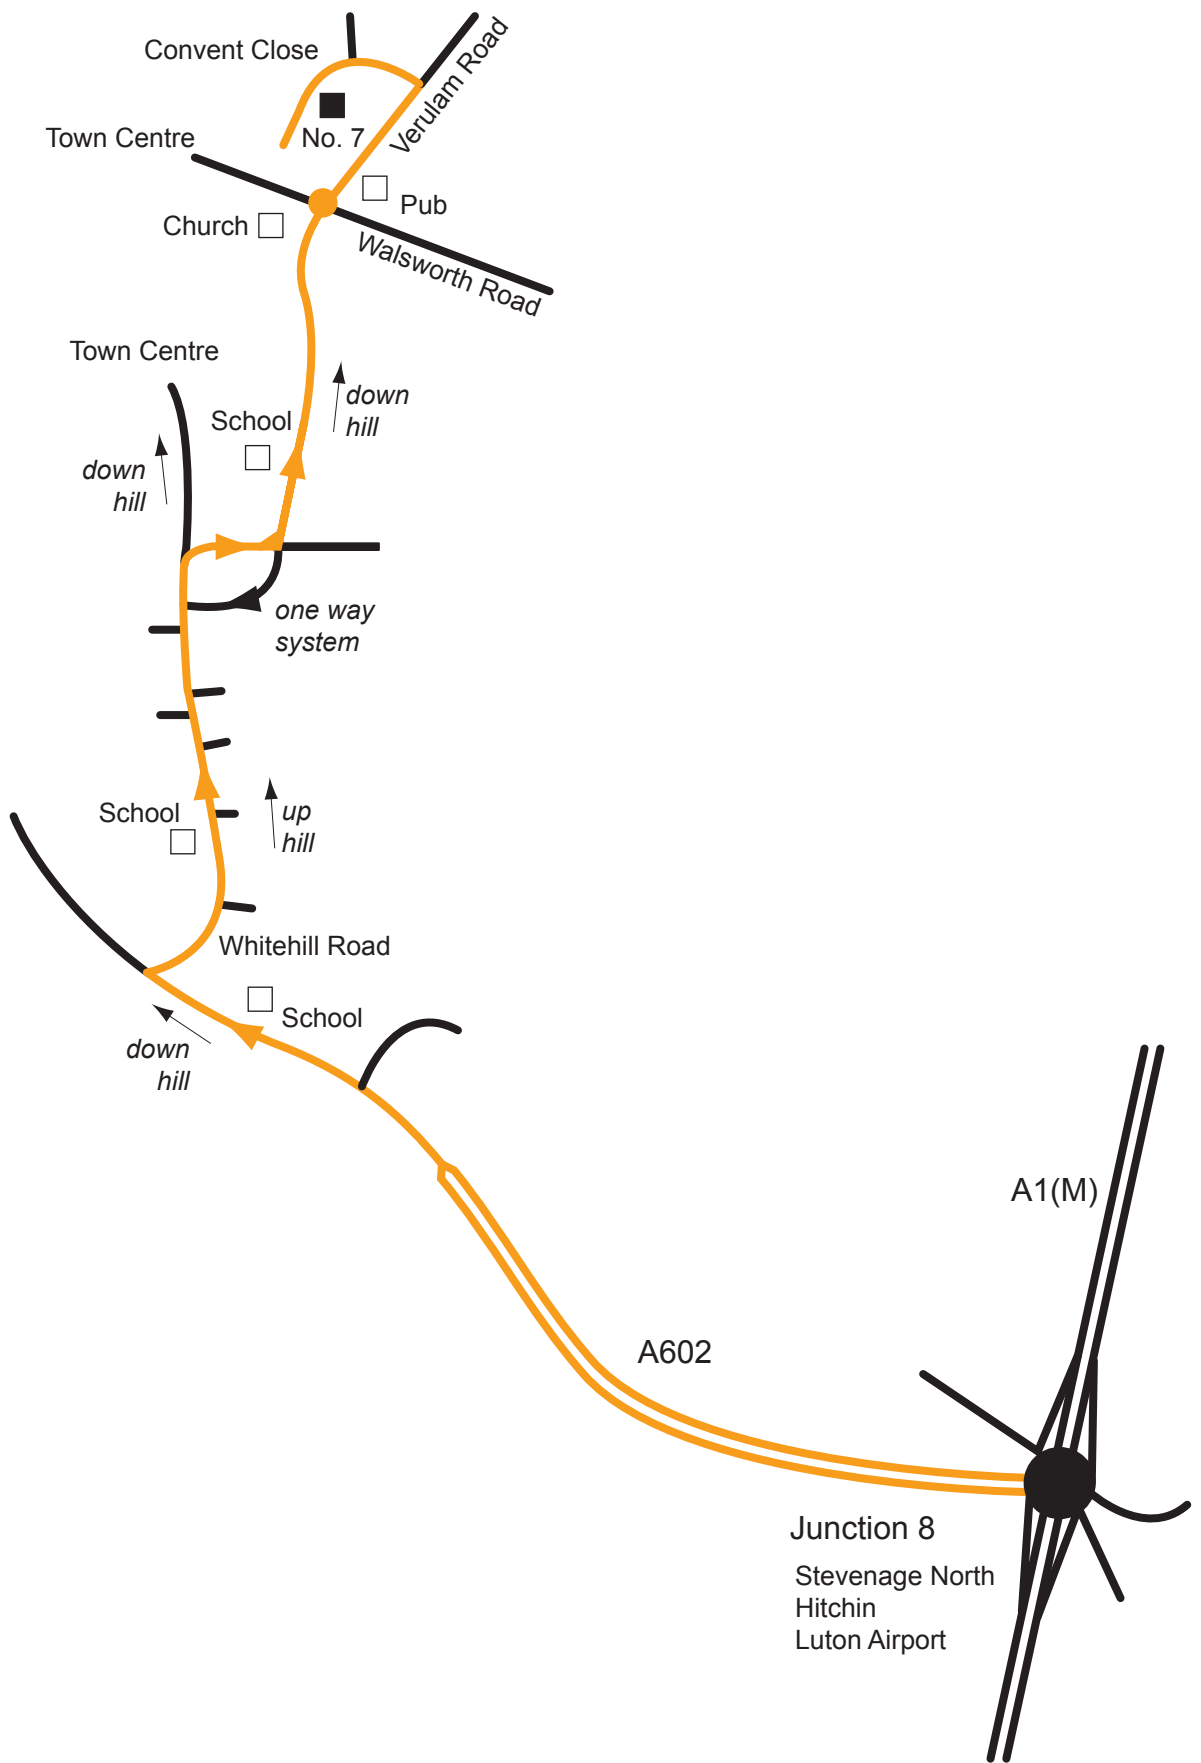 Convent Close
Verulam Road
Town Centre
No. 7
Pub
Church
Walsworth Road
Town Centre
down
hill
School
down
hill
one way
system
School
up
hill
Whitehill Road
School
down
hill
A1(M)
A602
Junction 8
Stevenage North
Hitchin
Luton Airport